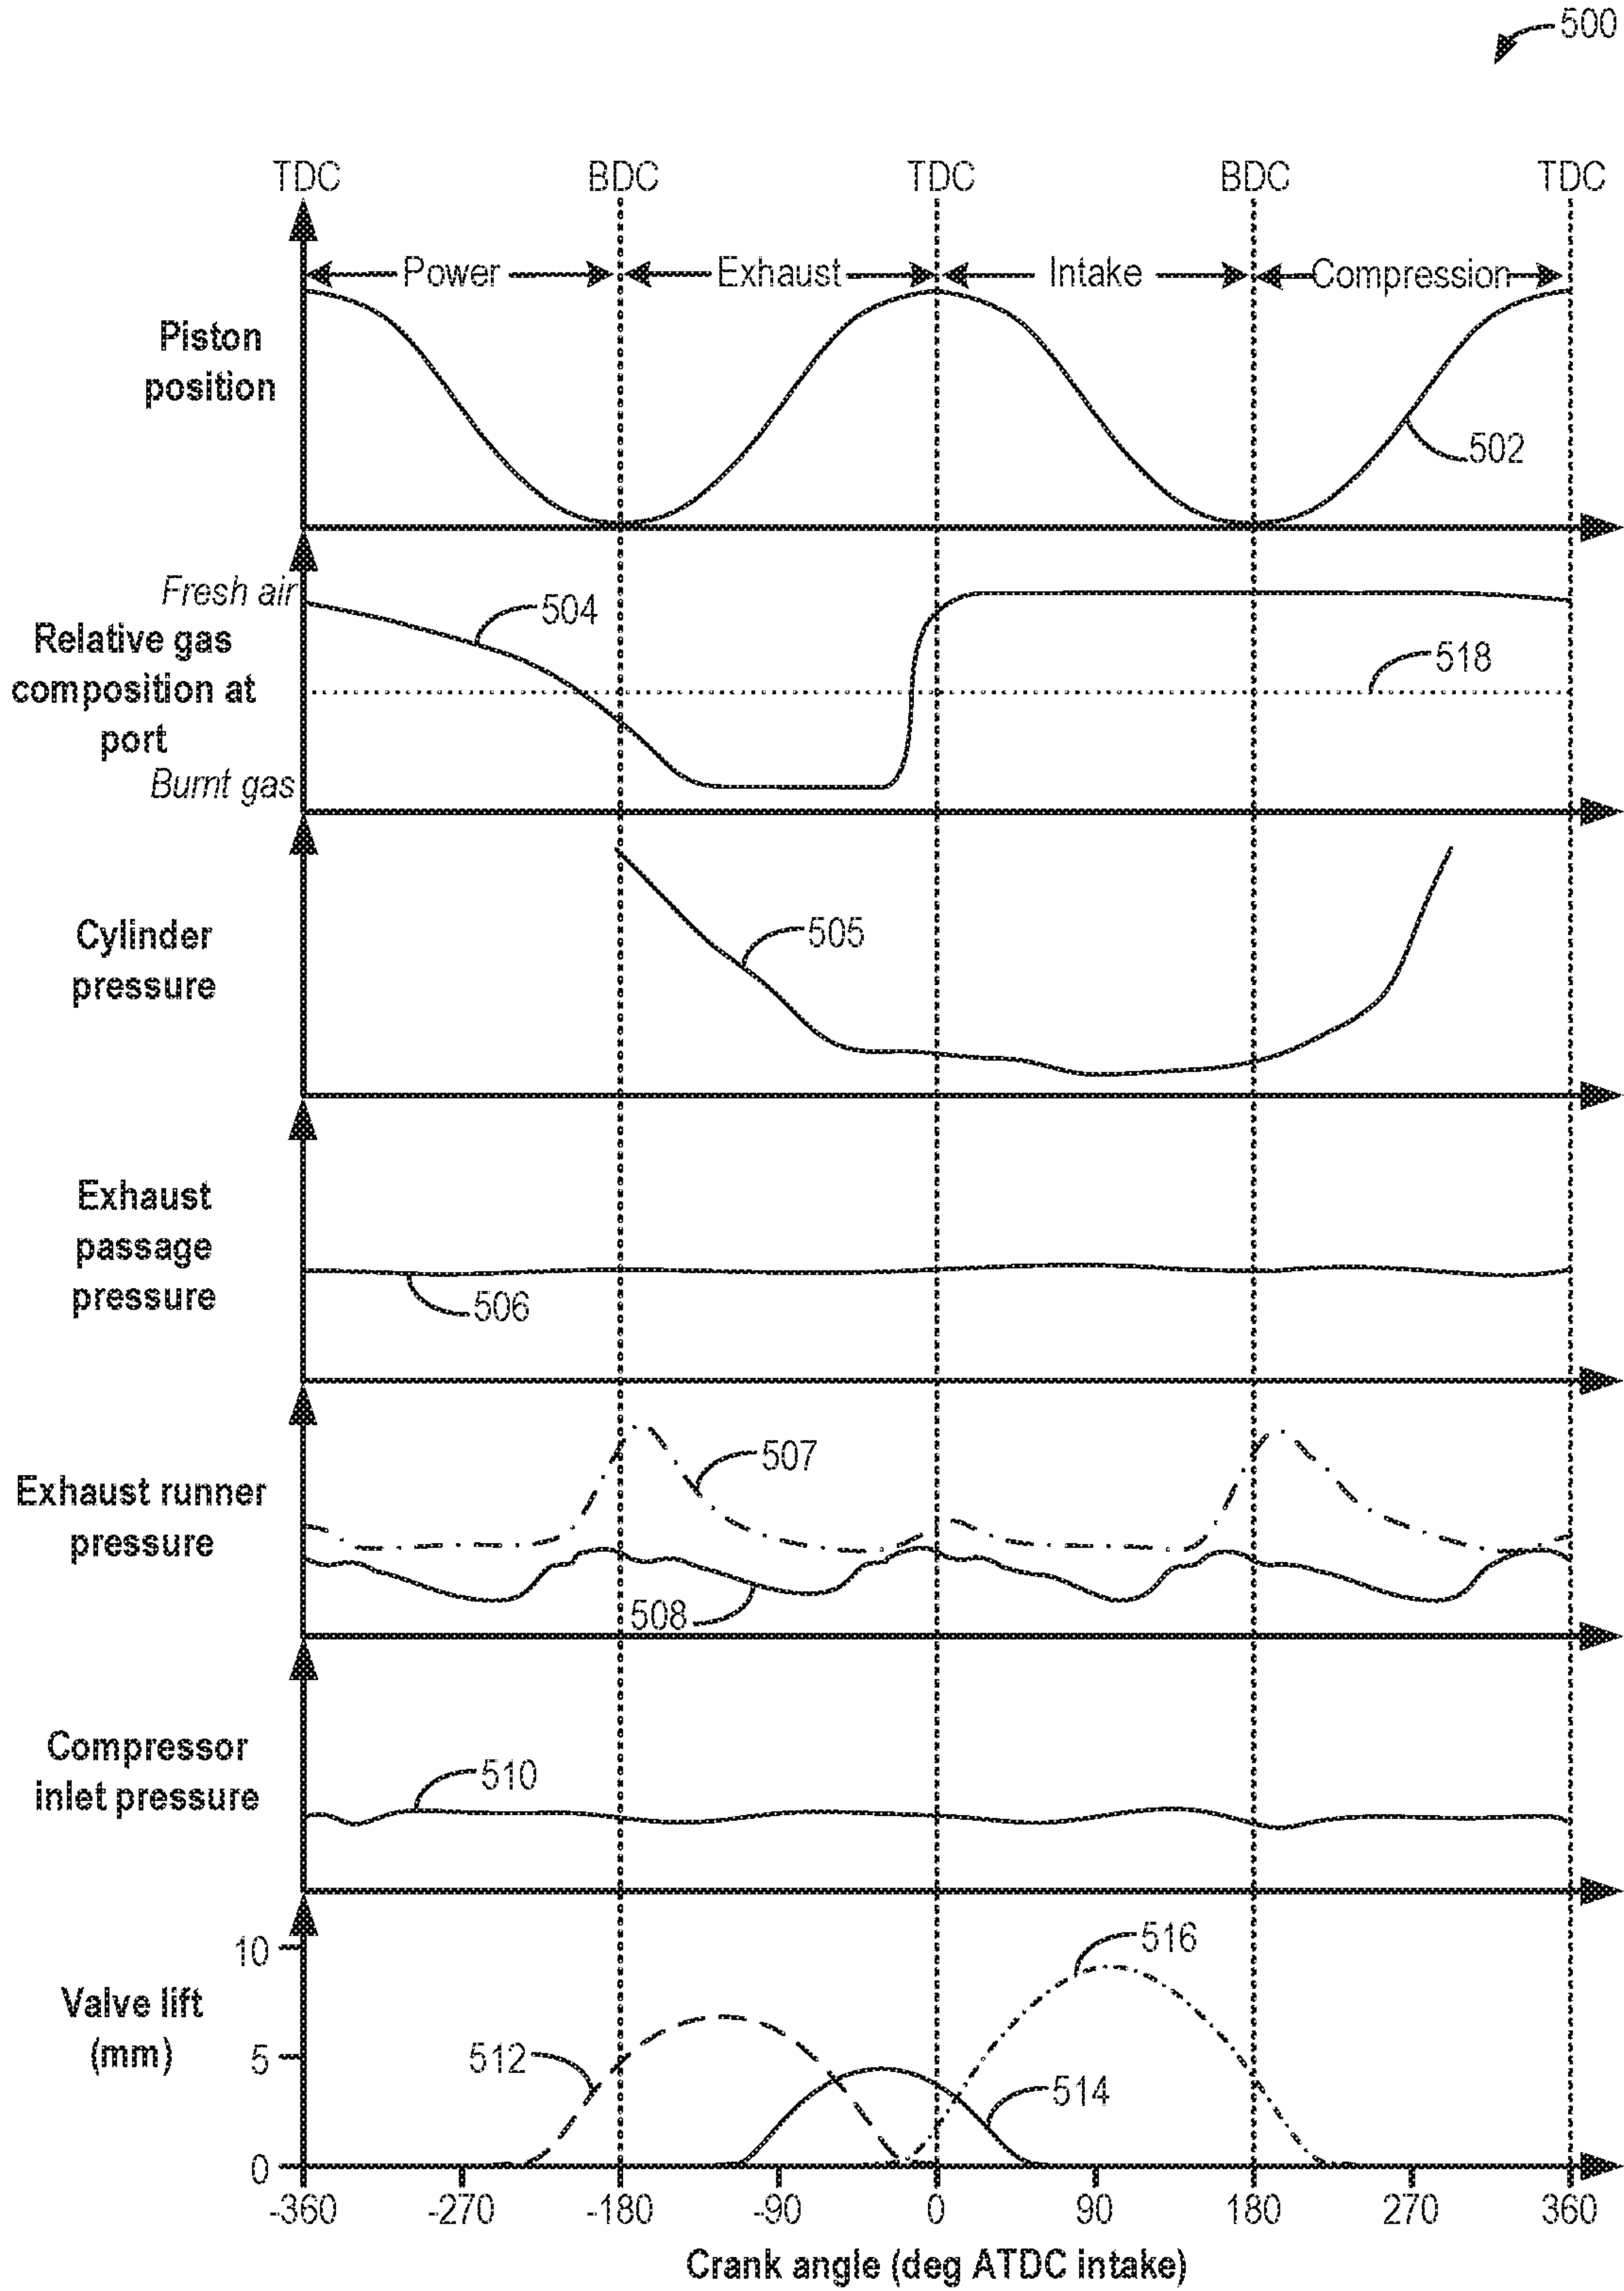 500
TDC BDC TDC BDC TDC
Power Exhaust Intake Compression
Piston
position
502
Fresh air
504
Relative gas
composition at
port
518
Burnt gas
Cylinder
pressure
505
Exhaust
passage
pressure
506
Exhaust runner
pressure
507
508
Compressor
inlet pressure
510
10
516
Valve lift
(mm)
5
512
514
0
-360 -270 -180 -90 0 90 180 270 360
Crank angle (deg ATDC intake)